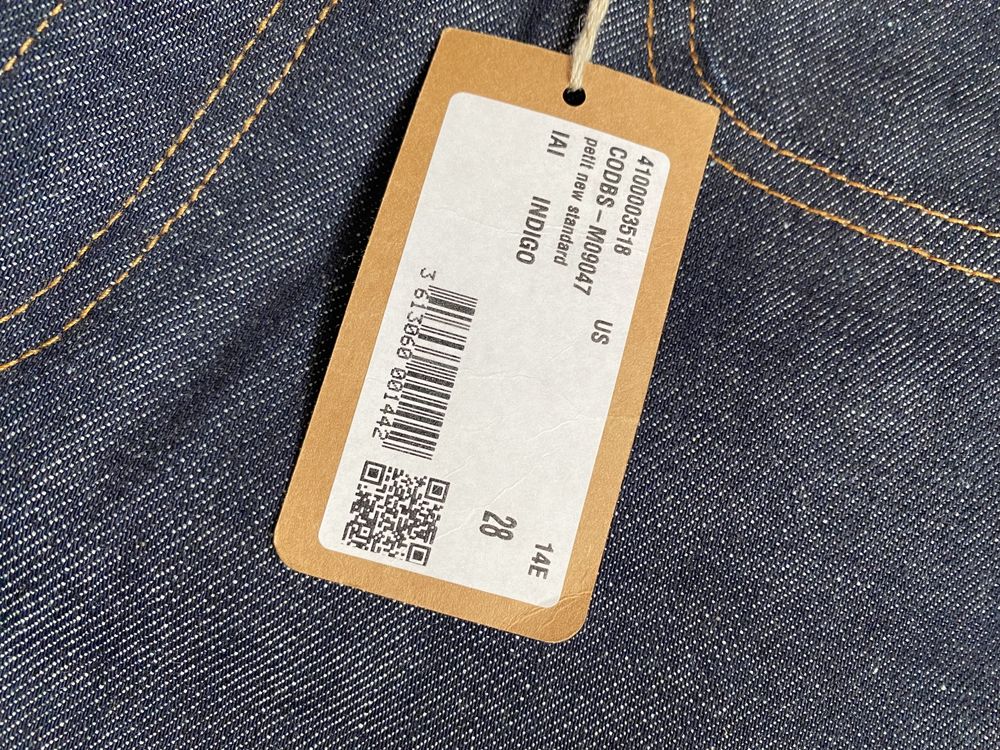 4100003518
CODBS-M09047 US
petit new standard
IAI INDIGO
3 613060 001442
28
14E